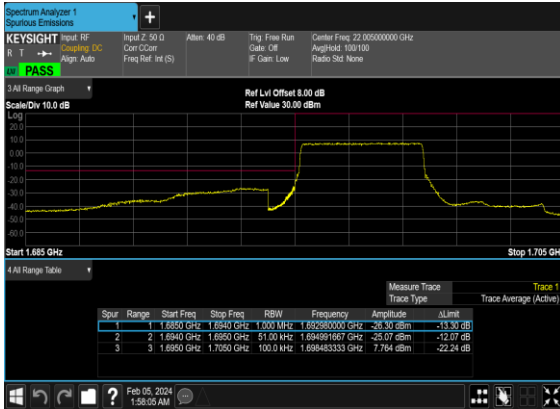 Spectrum Analyzer 1
Spurious Emissions
+
KEYSIGHT Input: RF Input Z: 50 Ω Atten: 40 dB Trig: Free Run Center Freq: 22.005000000 GHz
R T Coupling: DC Corr CCorr Gate: Off Avg|Hold: 100/100
Align: Auto Freq Ref: Int (S) IF Gain: Low Radio Std: None
PASS
3 All Range Graph Ref Lvl Offset 8.00 dB
Scale/Div 10.0 dB Ref Value 30.00 dBm
Log
20.0
10.0
0.00
-10.0
-20.0
-30.0
-40.0
-50.0
-60.0
Start 1.685 GHz Stop 1.705 GH
4 All Range Table
Measure Trace Trace 1
Trace Type Trace Average (Active)
Spur Range Start Freq Stop Freq RBW Frequency Amplitude ΔLimit
1 1 1.6850 GHz 1.6940 GHz 1.000 MHz 1.692980000 GHz -26.30 dBm -13.30 dB
2 2 1.6940 GHz 1.6950 GHz 51.00 kHz 1.694991667 GHz -25.07 dBm -12.07 dB
3 3 1.6950 GHz 1.7050 GHz 100.0 kHz 1.698483333 GHz 7.764 dBm -22.24 dB
? Feb 05, 2024
1:58:05 AM